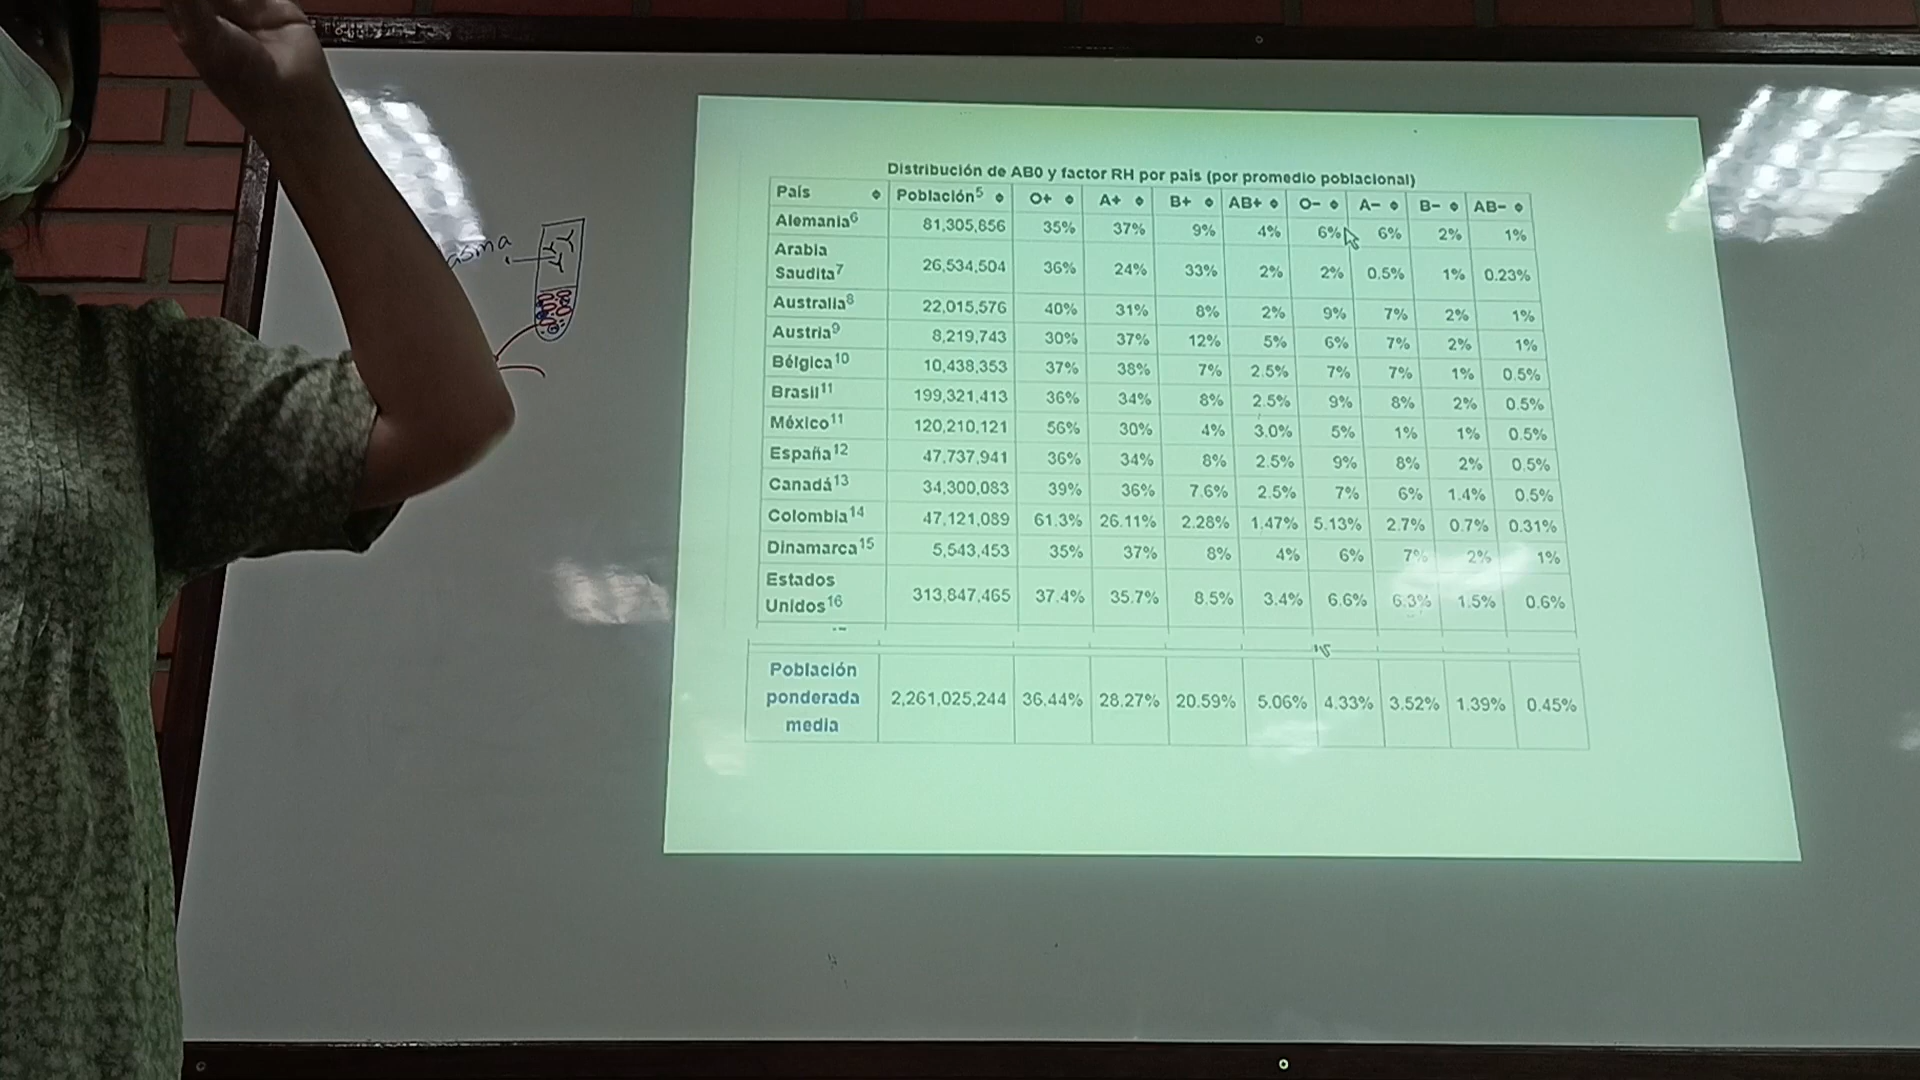 Distribución de AB0 y factor RH por país (por promedio poblacional)
País Población5 O+ A+ B+ AB+ O− A− B− AB−
Alemania6 81,305,856 35% 37% 9% 4% 6% 6% 2% 1%
Arabia
Saudita7 26,534,504 36% 24% 33% 2% 2% 0.5% 1% 0.23%
Australia8 22,015,576 40% 31% 8% 2% 9% 7% 2% 1%
Austria9 8,219,743 30% 37% 12% 5% 6% 7% 2% 1%
Bélgica10 10,438,353 37% 38% 7% 2.5% 7% 7% 1% 0.5%
Brasil11 199,321,413 36% 34% 8% 2.5% 9% 8% 2% 0.5%
México11 120,210,121 56% 30% 4% 3.0% 5% 1% 1% 0.5%
España12 47,737,941 36% 34% 8% 2.5% 9% 8% 2% 0.5%
Canadá13 34,300,083 39% 36% 7.6% 2.5% 7% 6% 1.4% 0.5%
Colombia14 47,121,089 61.3% 26.11% 2.28% 1.47% 5.13% 2.7% 0.7% 0.31%
Dinamarca15 5,543,453 35% 37% 8% 4% 6% 7% 2% 1%
Estados
Unidos16 313,847,465 37.4% 35.7% 8.5% 3.4% 6.6% 6.3% 1.5% 0.6%
Población
ponderada
media 2,261,025,244 36.44% 28.27% 20.59% 5.06% 4.33% 3.52% 1.39% 0.45%
asma